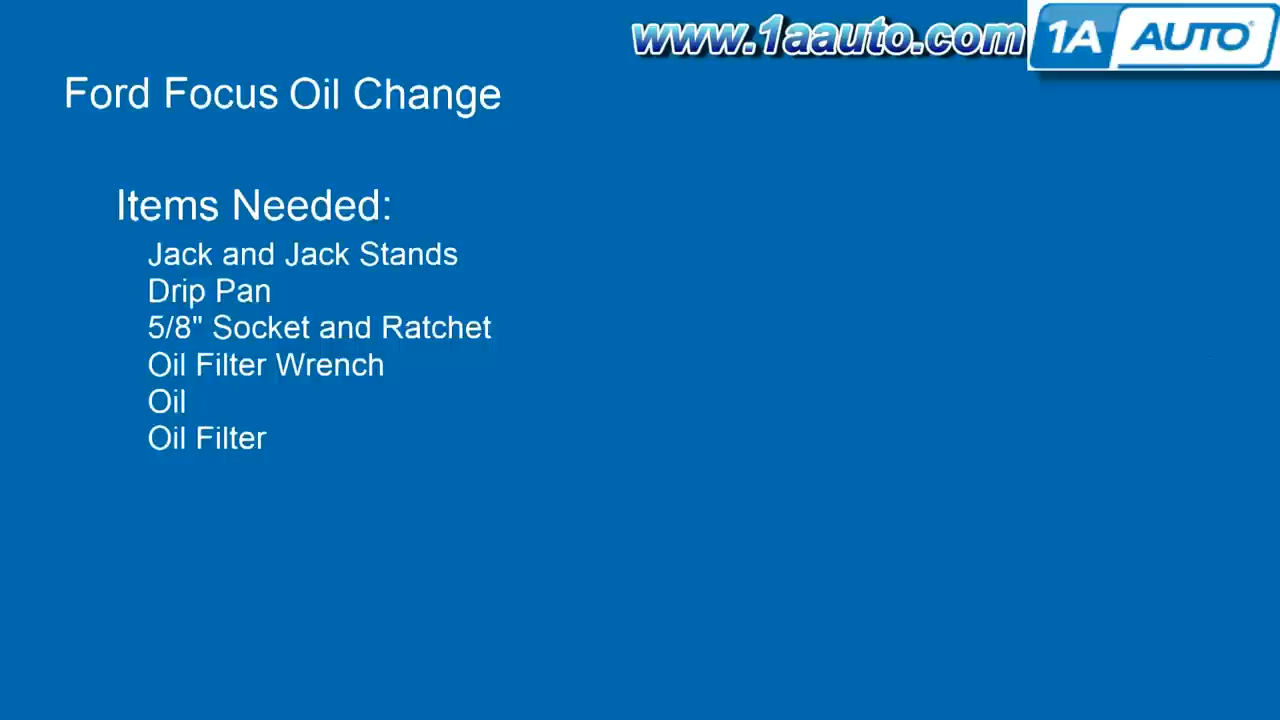 www.1aauto.com
1A AUTO®
Ford Focus Oil Change
Items Needed:
Jack and Jack Stands
Drip Pan
5/8" Socket and Ratchet
Oil Filter Wrench
Oil
Oil Filter